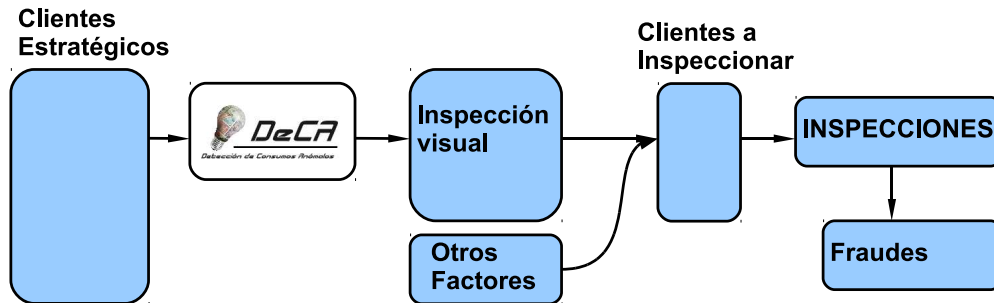 Clientes
Estratégicos
DeCA
Detección de Consumos Anómalos
Inspección
visual
Otros
Factores
Clientes a
Inspeccionar
INSPECCIONES
Fraudes